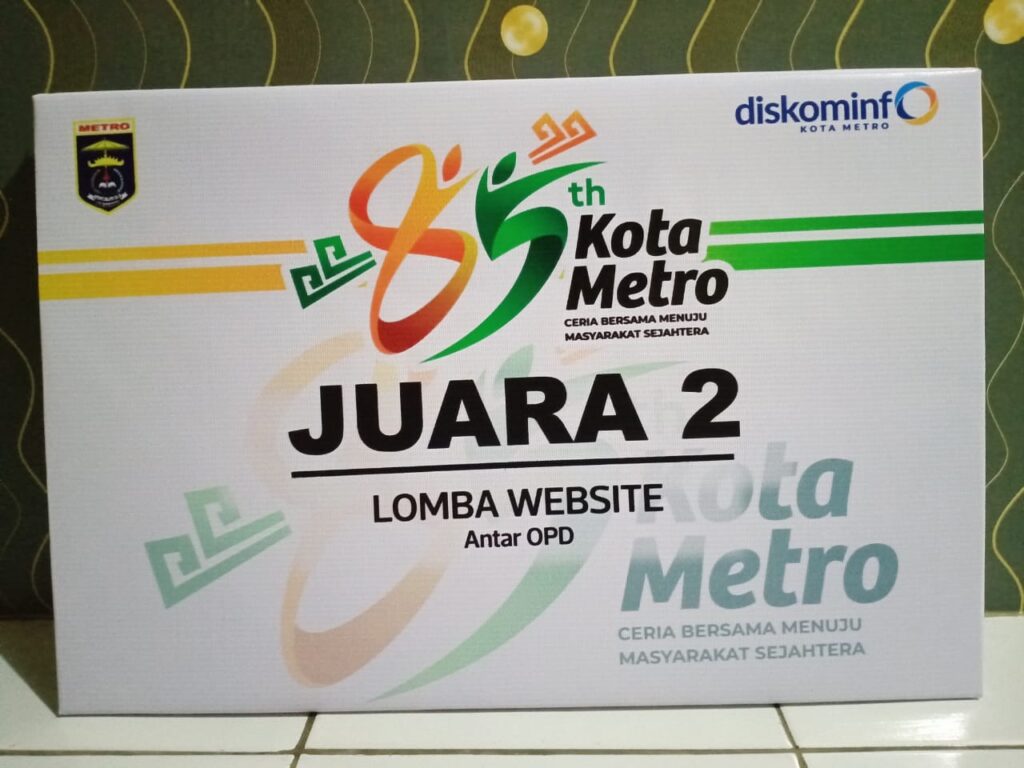 METRO
diskominfo
KOTA METRO
85th
Kota
Metro
CERIA BERSAMA MENUJU
MASYARAKAT SEJAHTERA
JUARA 2
LOMBA WEBSITE
Antar OPD
Kota
Metro
CERIA BERSAMA MENUJU
MASYARAKAT SEJAHTERA